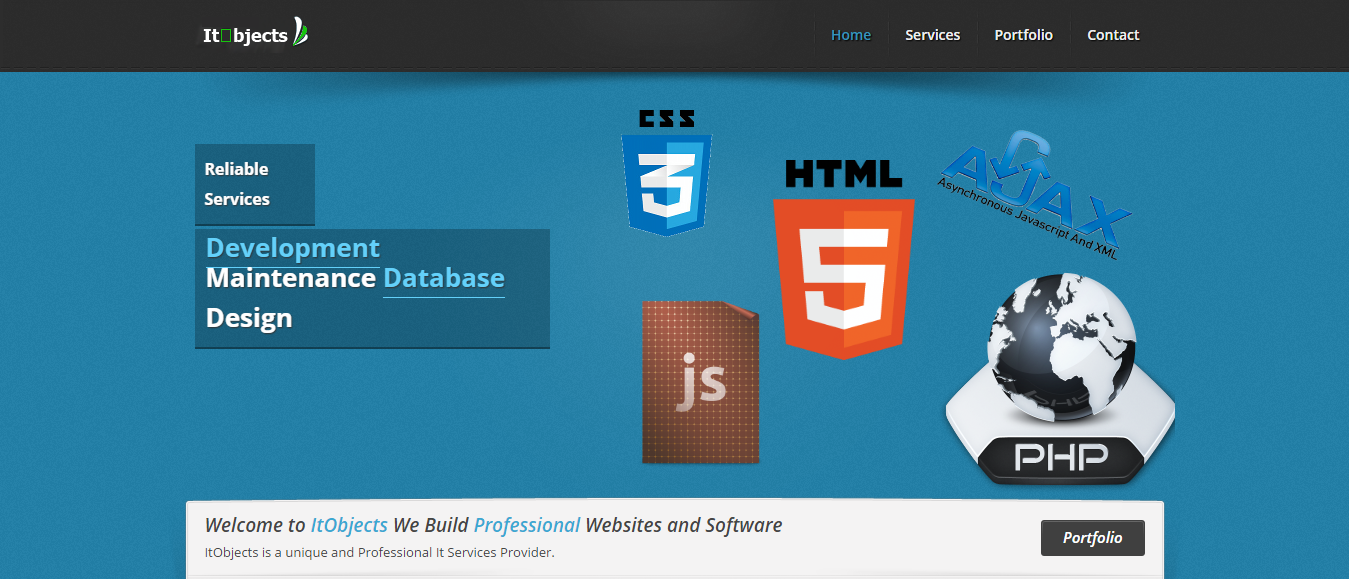 It▯bjects
Home Services Portfolio Contact
Reliable
Services
Development
Maintenance Database
Design
CSS
3
HTML
5
AJAX
Asynchronous Javascript And XML
js
PHP
Welcome to ItObjects We Build Professional Websites and Software
ItObjects is a unique and Professional It Services Provider.
Portfolio